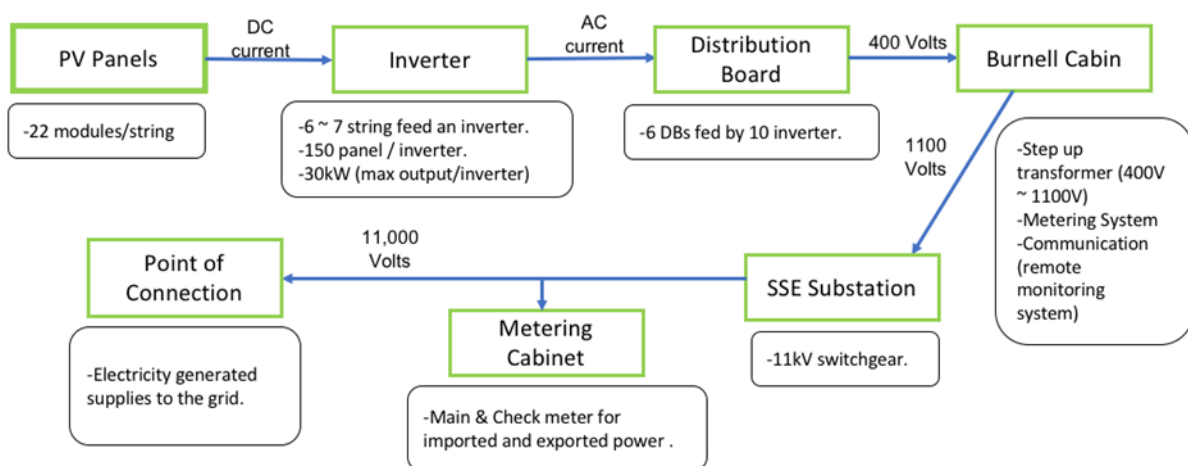 PV Panels
-22 modules/string
DC
current
Inverter
-6 ~ 7 string feed an inverter.
-150 panel / inverter.
-30kW (max output/inverter)
AC
current
Distribution
Board
-6 DBs fed by 10 inverter.
400 Volts
Burnell Cabin
-Step up
transformer (400V
~ 1100V)
-Metering System
-Communication
(remote
monitoring
system)
1100
Volts
SSE Substation
-11kV switchgear.
11,000
Volts
Metering
Cabinet
-Main & Check meter for
imported and exported power .
Point of
Connection
-Electricity generated
supplies to the grid.